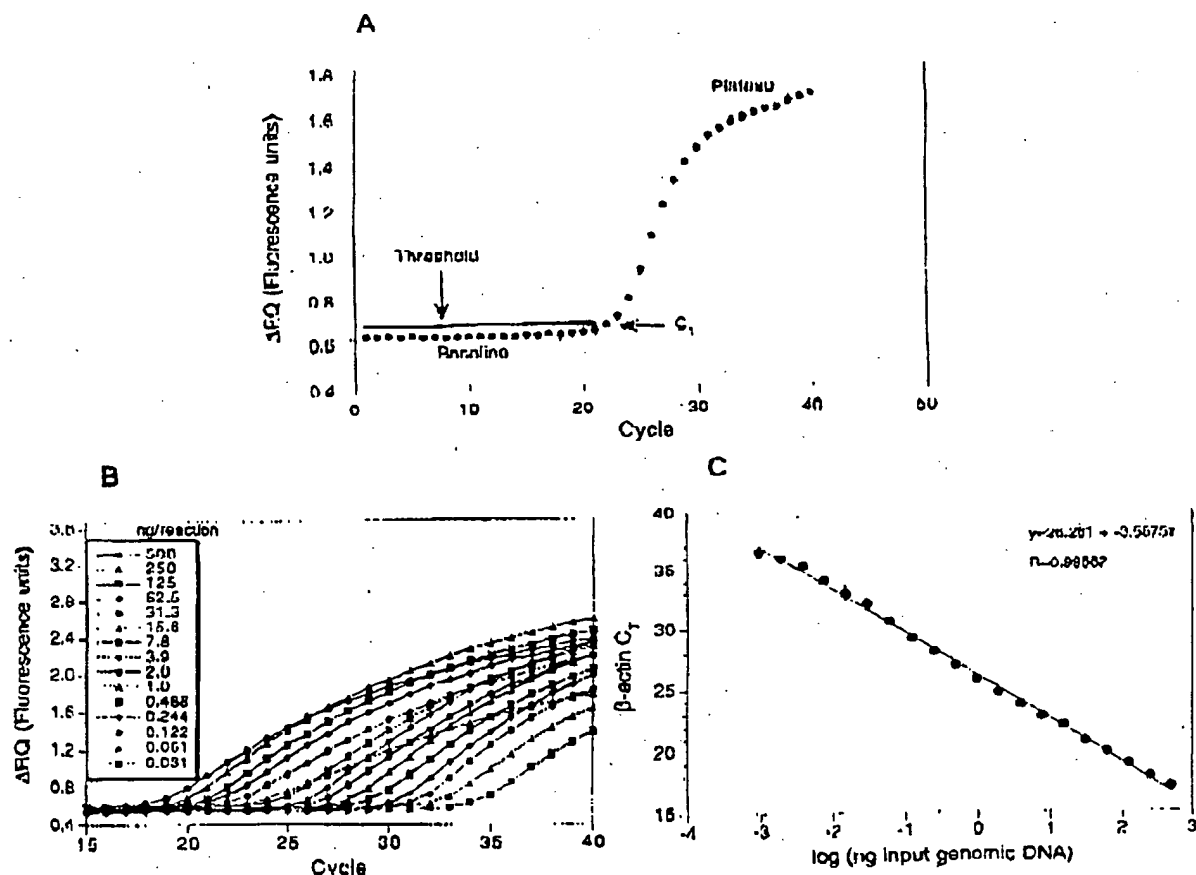 A
ΔRQ (Fluorescence units)
1.8
1.6
1.4
1.2
1.0
0.8
0.6
0.4
Plateau
Threshold
Baseline
C
0 10 20 30 40 60
Cycle
B
ΔRQ (Fluorescence units)
3.6
3.2
2.8
2.4
2.0
1.6
1.2
0.8
0.4
ng/reaction
500
250
125
62.5
31.3
15.6
7.8
3.9
2.0
1.0
0.488
0.244
0.122
0.061
0.031
15 20 25 30 35 40
Cycle
C
β-actin CT
40
35
30
25
20
15
-4 -3 -2 -1 0 1 2 3
log (ng input genomic DNA)